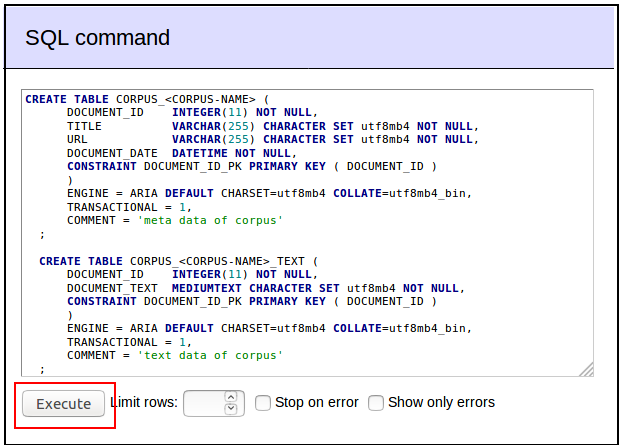 SQL command
CREATE TABLE CORPUS_<CORPUS-NAME> (
DOCUMENT_ID INTEGER(11) NOT NULL,
TITLE VARCHAR(255) CHARACTER SET utf8mb4 NOT NULL,
URL VARCHAR(255) CHARACTER SET utf8mb4 NOT NULL,
DOCUMENT_DATE DATETIME NOT NULL,
CONSTRAINT DOCUMENT_ID_PK PRIMARY KEY ( DOCUMENT_ID )
)
ENGINE = ARIA DEFAULT CHARSET=utf8mb4 COLLATE=utf8mb4_bin,
TRANSACTIONAL = 1,
COMMENT = 'meta data of corpus'
;
CREATE TABLE CORPUS_<CORPUS-NAME>_TEXT (
DOCUMENT_ID INTEGER(11) NOT NULL,
DOCUMENT_TEXT MEDIUMTEXT CHARACTER SET utf8mb4 NOT NULL,
CONSTRAINT DOCUMENT_ID_PK PRIMARY KEY ( DOCUMENT_ID )
)
ENGINE = ARIA DEFAULT CHARSET=utf8mb4 COLLATE=utf8mb4_bin,
TRANSACTIONAL = 1,
COMMENT = 'text data of corpus'
;
Execute Limit rows: Stop on error Show only errors